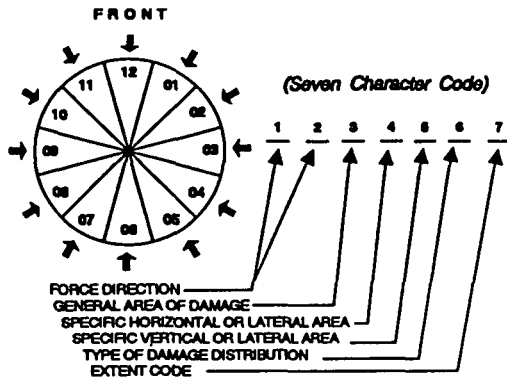 FRONT
12
11
01
10
02
09
03
08
04
07
05
06
(Seven Character Code)
1 2 3 4 5 6 7
FORCE DIRECTION
GENERAL AREA OF DAMAGE
SPECIFIC HORIZONTAL OR LATERAL AREA
SPECIFIC VERTICAL OR LATERAL AREA
TYPE OF DAMAGE DISTRIBUTION
EXTENT CODE